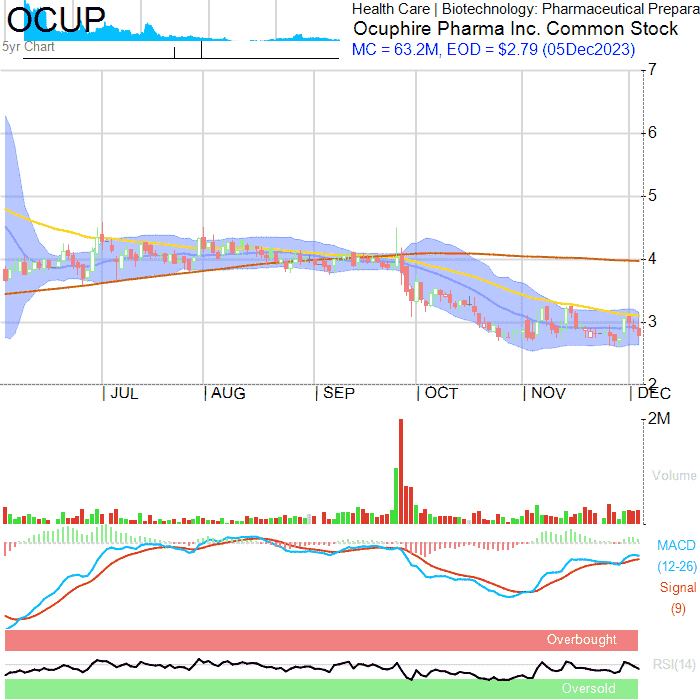 OCUP
5yr Chart
Health Care | Biotechnology: Pharmaceutical Prepara
Ocuphire Pharma Inc. Common Stock
MC = 63.2M, EOD = $2.79 (05Dec2023)
7
6
5
4
3
2
| JUL | AUG | SEP | OCT | NOV | DEC
2M
Volume
MACD
(12-26)
Signal
(9)
Overbought
RSI(14)
Oversold